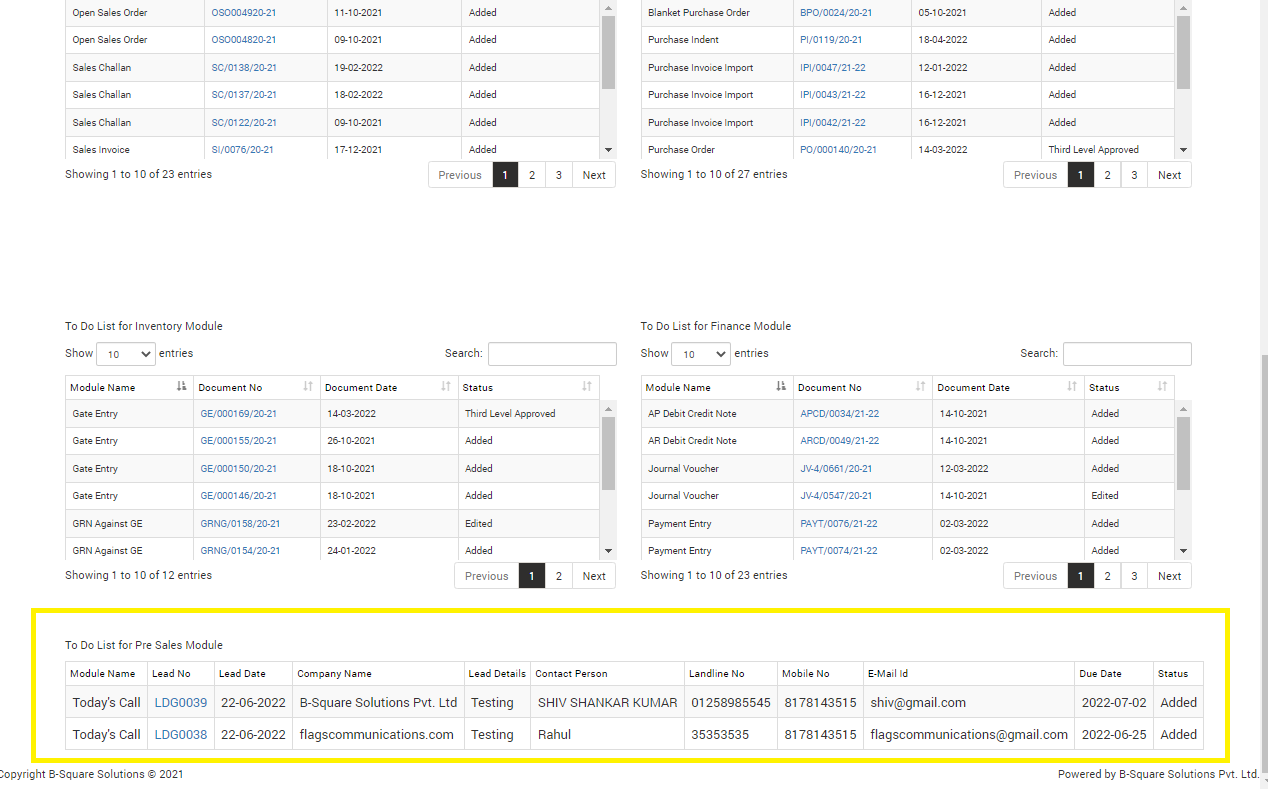 Open Sales Order OSO004920-21 11-10-2021 Added
Open Sales Order OSO004820-21 09-10-2021 Added
Sales Challan SC/0138/20-21 19-02-2022 Added
Sales Challan SC/0137/20-21 18-02-2022 Added
Sales Challan SC/0122/20-21 09-10-2021 Added
Sales Invoice SI/0076/20-21 17-12-2021 Added
Showing 1 to 10 of 23 entries Previous 1 2 3 Next
Blanket Purchase Order BPO/0024/20-21 05-10-2021 Added
Purchase Indent PI/0119/20-21 18-04-2022 Added
Purchase Invoice Import IPI/0047/21-22 12-01-2022 Added
Purchase Invoice Import IPI/0043/21-22 16-12-2021 Added
Purchase Invoice Import IPI/0042/21-22 16-12-2021 Added
Purchase Order PO/000140/20-21 14-03-2022 Third Level Approved
Showing 1 to 10 of 27 entries Previous 1 2 3 Next
To Do List for Inventory Module
Show 10 entries Search:
Module Name Document No Document Date Status
Gate Entry GE/000169/20-21 14-03-2022 Third Level Approved
Gate Entry GE/000155/20-21 26-10-2021 Added
Gate Entry GE/000150/20-21 18-10-2021 Added
Gate Entry GE/000146/20-21 18-10-2021 Added
GRN Against GE GRNG/0158/20-21 23-02-2022 Edited
GRN Against GE GRNG/0154/20-21 24-01-2022 Added
Showing 1 to 10 of 12 entries Previous 1 2 Next
To Do List for Finance Module
Show 10 entries Search:
Module Name Document No Document Date Status
AP Debit Credit Note APCD/0034/21-22 14-10-2021 Added
AR Debit Credit Note ARCD/0049/21-22 14-10-2021 Added
Journal Voucher JV-4/0661/20-21 12-03-2022 Added
Journal Voucher JV-4/0547/20-21 14-10-2021 Edited
Payment Entry PAYT/0076/21-22 02-03-2022 Added
Payment Entry PAYT/0074/21-22 02-03-2022 Added
Showing 1 to 10 of 23 entries Previous 1 2 3 Next
To Do List for Pre Sales Module
Module Name Lead No Lead Date Company Name Lead Details Contact Person Landline No Mobile No E-Mail Id Due Date Status
Today's Call LDG0039 22-06-2022 B-Square Solutions Pvt. Ltd Testing SHIV SHANKAR KUMAR 01258985545 8178143515 shiv@gmail.com 2022-07-02 Added
Today's Call LDG0038 22-06-2022 flagscommunications.com Testing Rahul 35353535 8178143515 flagscommunications@gmail.com 2022-06-25 Added
Copyright B-Square Solutions © 2021 Powered by B-Square Solutions Pvt. Ltd.